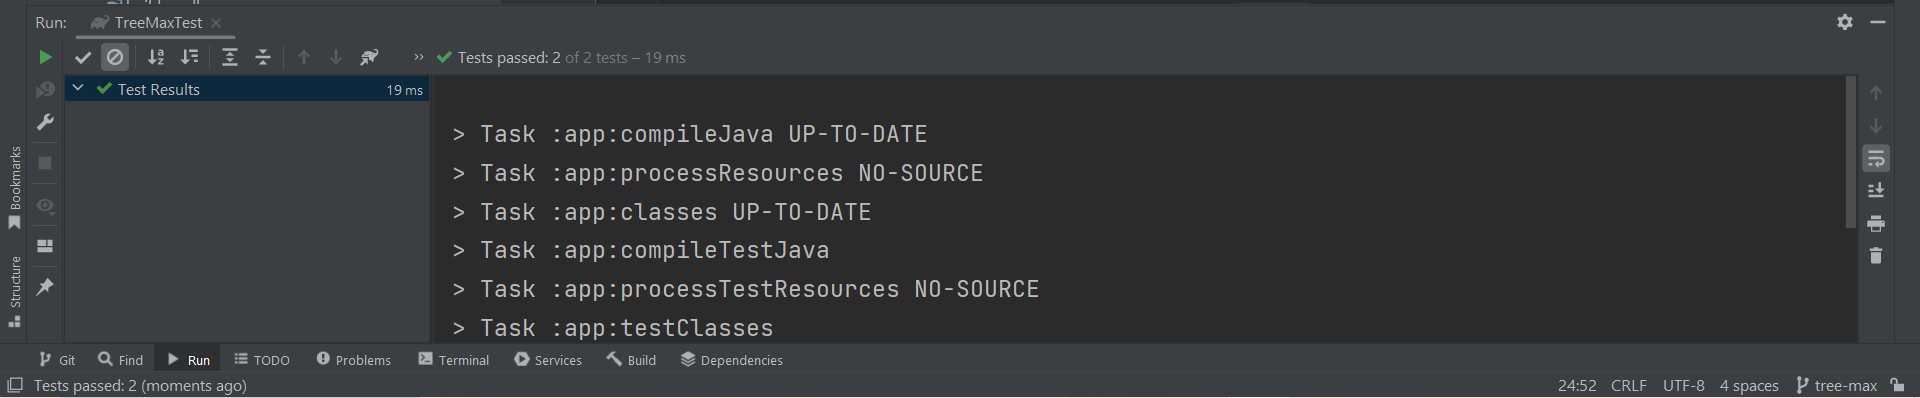 Run: TreeMaxTest
Tests passed: 2 of 2 tests – 19 ms
Test Results 19 ms
> Task :app:compileJava UP-TO-DATE
> Task :app:processResources NO-SOURCE
> Task :app:classes UP-TO-DATE
> Task :app:compileTestJava
> Task :app:processTestResources NO-SOURCE
> Task :app:testClasses
Bookmarks
Structure
Git Find Run TODO Problems Terminal Services Build Dependencies
Tests passed: 2 (moments ago) 24:52 CRLF UTF-8 4 spaces tree-max